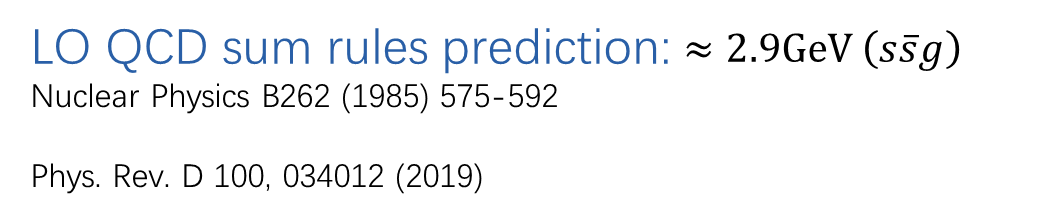 LO QCD sum rules prediction: ≈ 2.9GeV (ss̄g)
Nuclear Physics B262 (1985) 575-592
Phys. Rev. D 100, 034012 (2019)